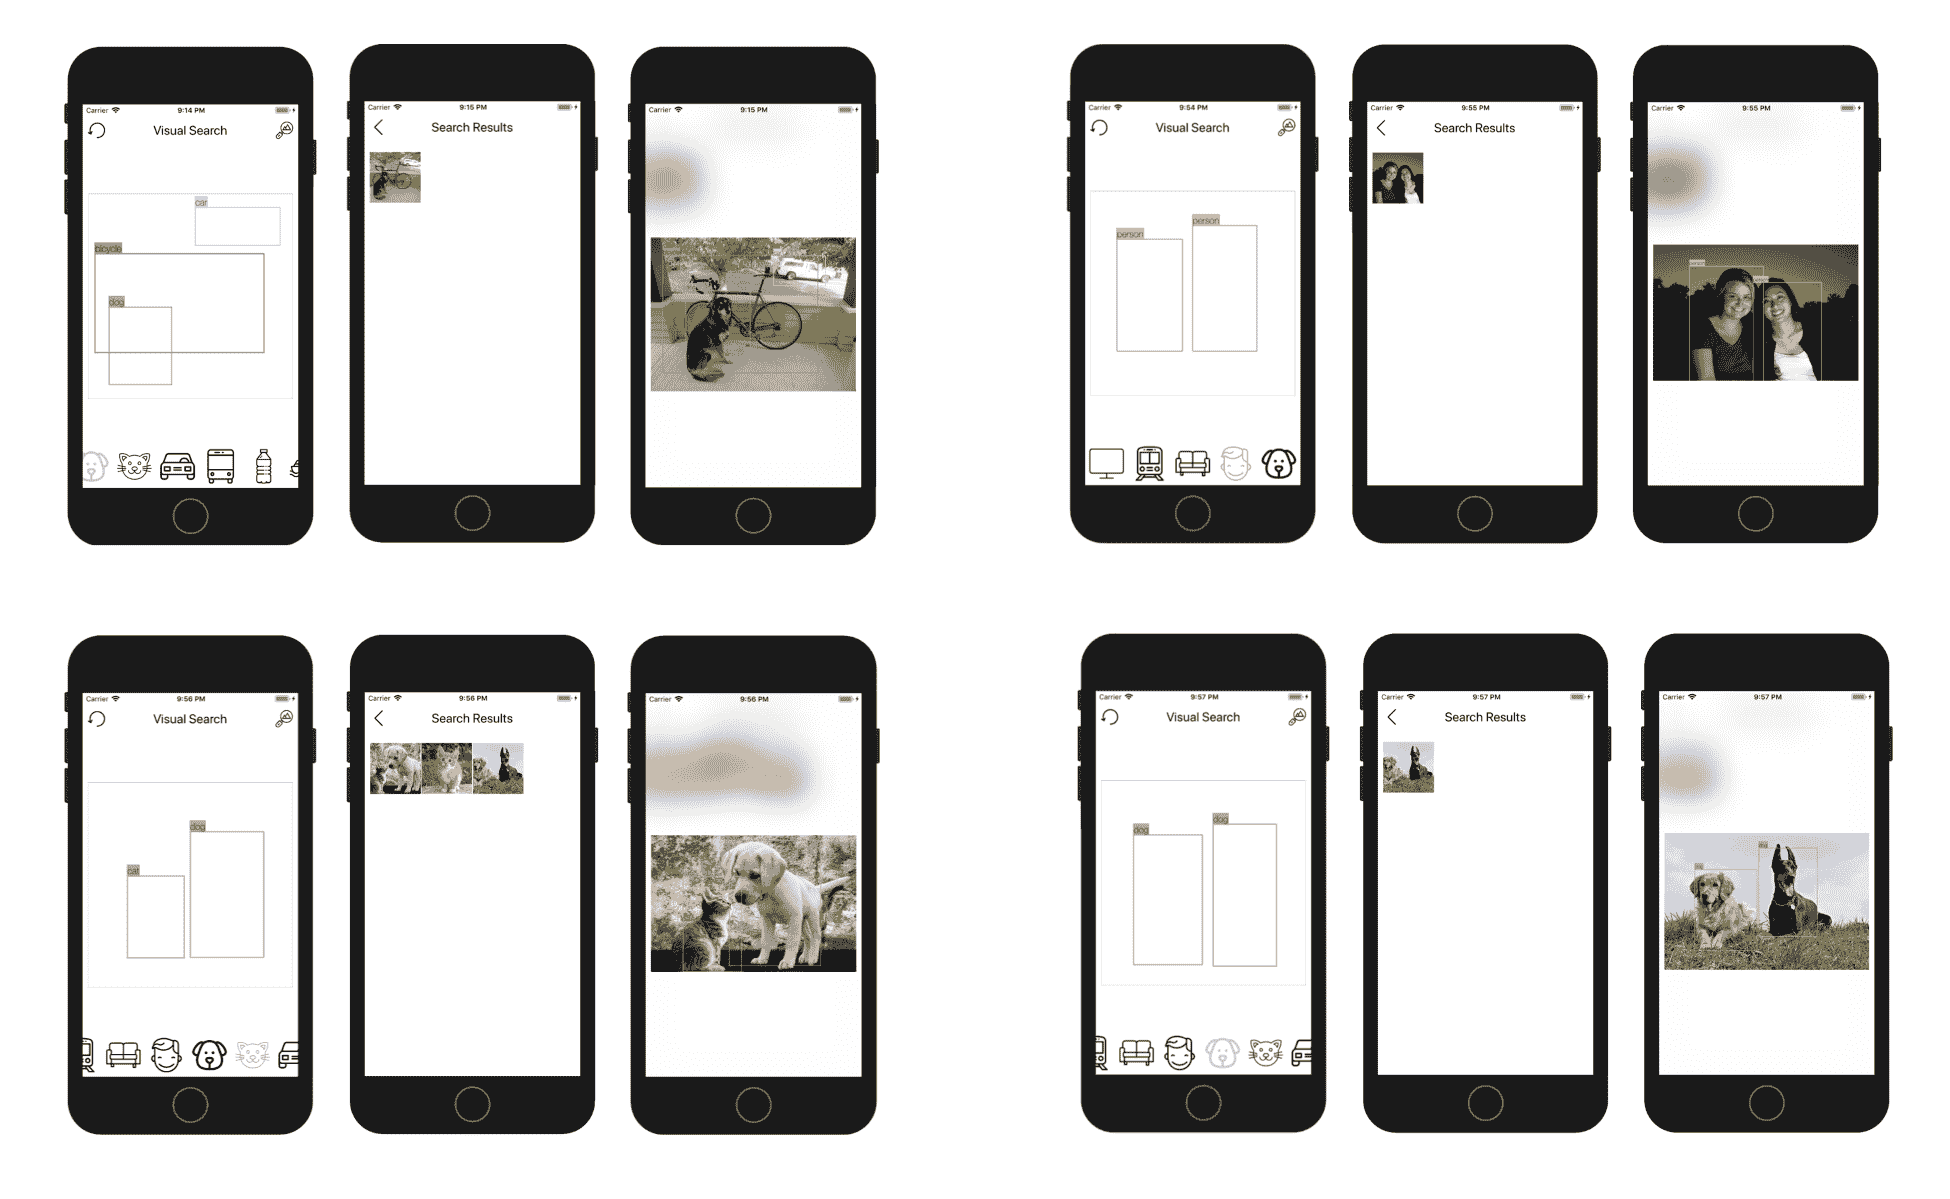 Carrier 9:14 PM
Visual Search
car
bicycle
dog
Carrier 9:15 PM
Search Results
Carrier 9:15 PM
Carrier 9:54 PM
Visual Search
person
person
Carrier 9:55 PM
Search Results
Carrier 9:55 PM
Carrier 9:56 PM
Visual Search
dog
cat
Carrier 9:56 PM
Search Results
Carrier 9:56 PM
Carrier 9:57 PM
Visual Search
dog
dog
Carrier 9:57 PM
Search Results
Carrier 9:57 PM
dog